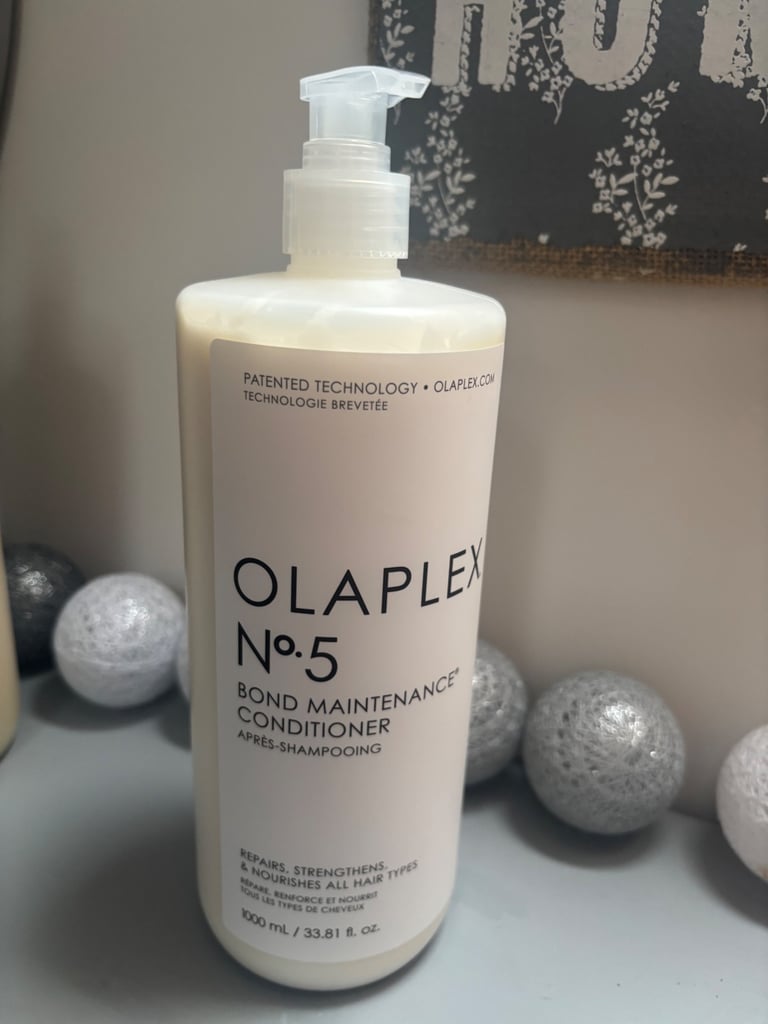 PATENTED TECHNOLOGY • OLAPLEX.COM
TECHNOLOGIE BREVETÉE
OLAPLEX
Nº.5
BOND MAINTENANCE®
CONDITIONER
APRÈS-SHAMPOOING
REPAIRS, STRENGTHENS,
& NOURISHES ALL HAIR TYPES
RÉPARE, RENFORCE ET NOURRIT
TOUS LES TYPES DE CHEVEUX
1000 mL / 33.81 fl. oz.